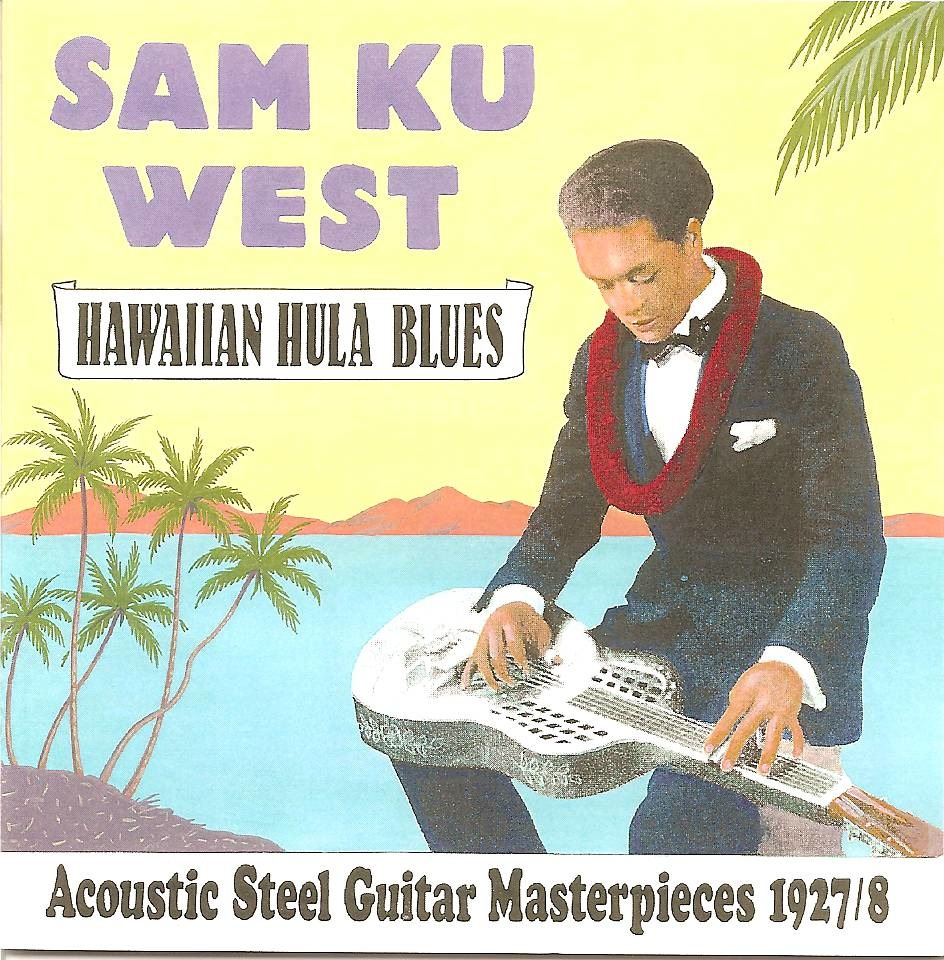 SAM KU
WEST
HAWAIIAN HULA BLUES
Acoustic Steel Guitar Masterpieces 1927/8